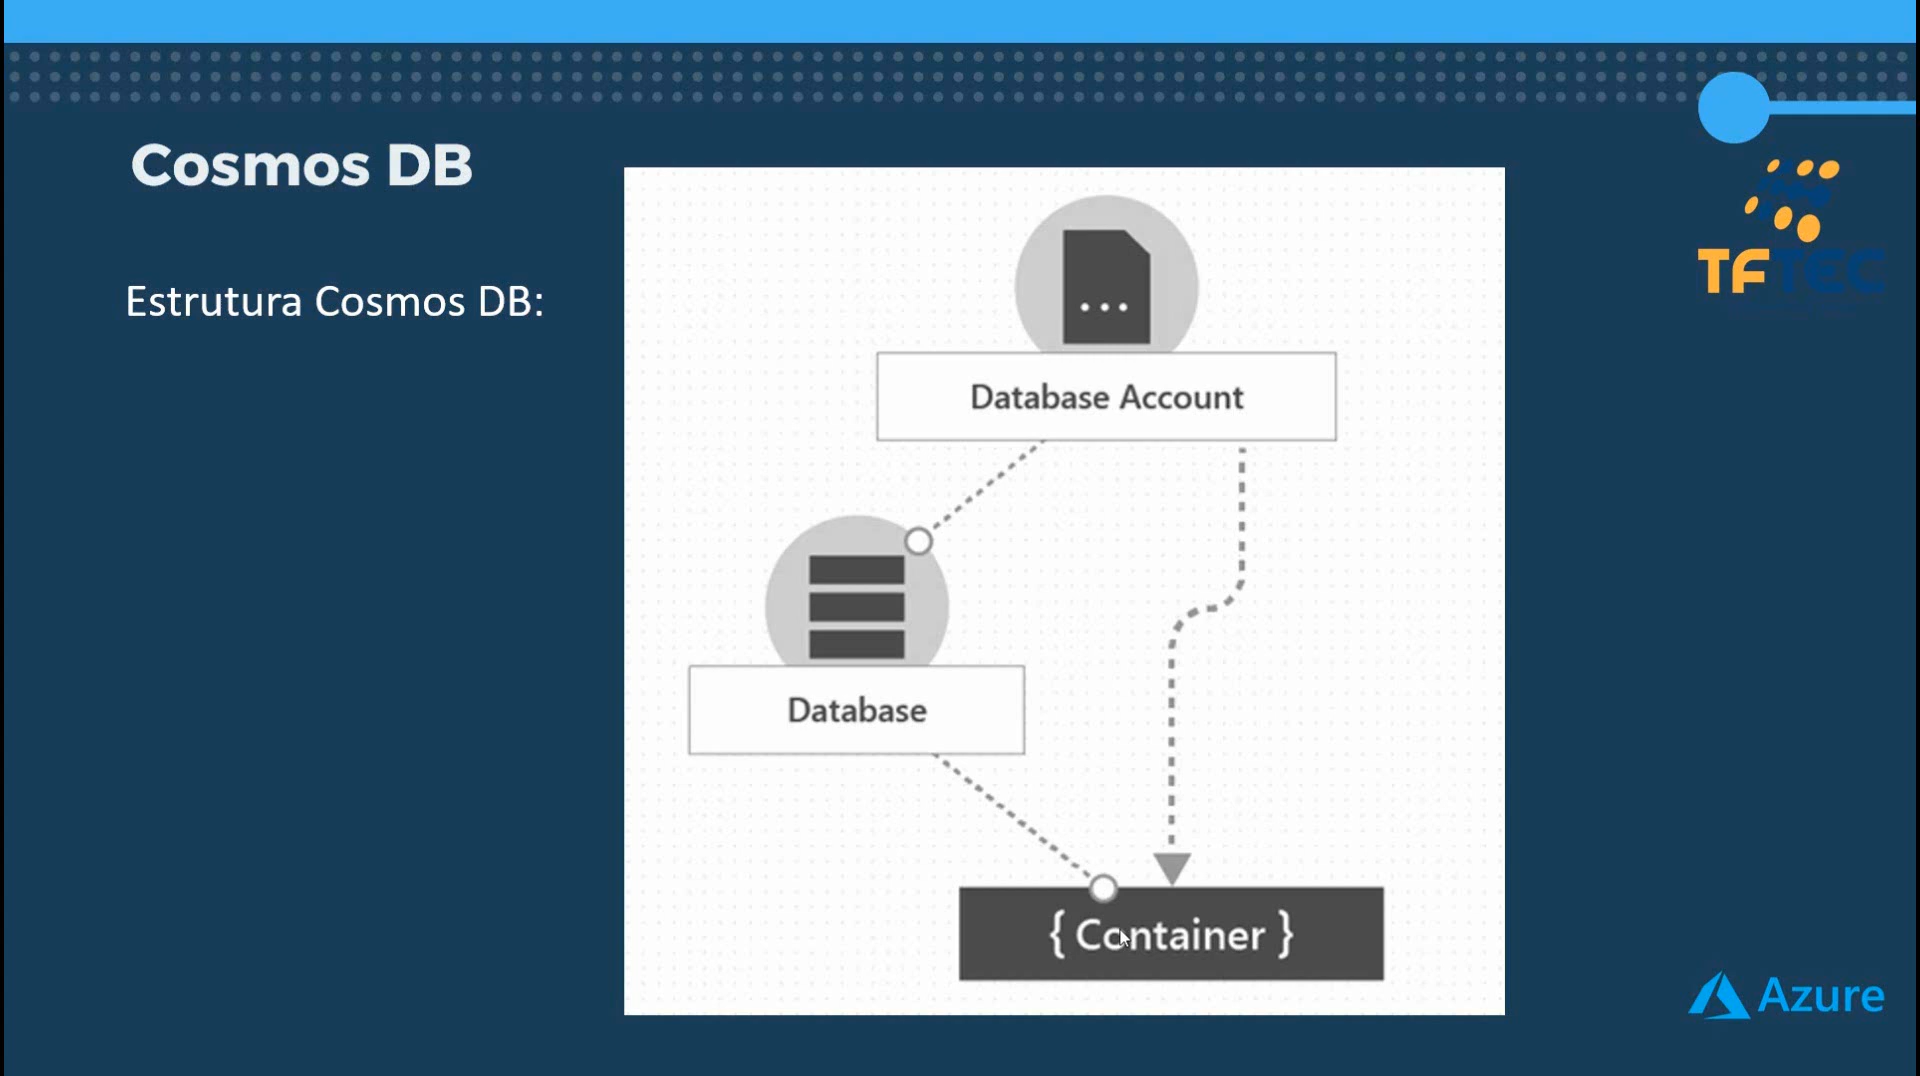 Cosmos DB
Estrutura Cosmos DB:
Database Account
Database
{ Container }
TFTEC
Azure